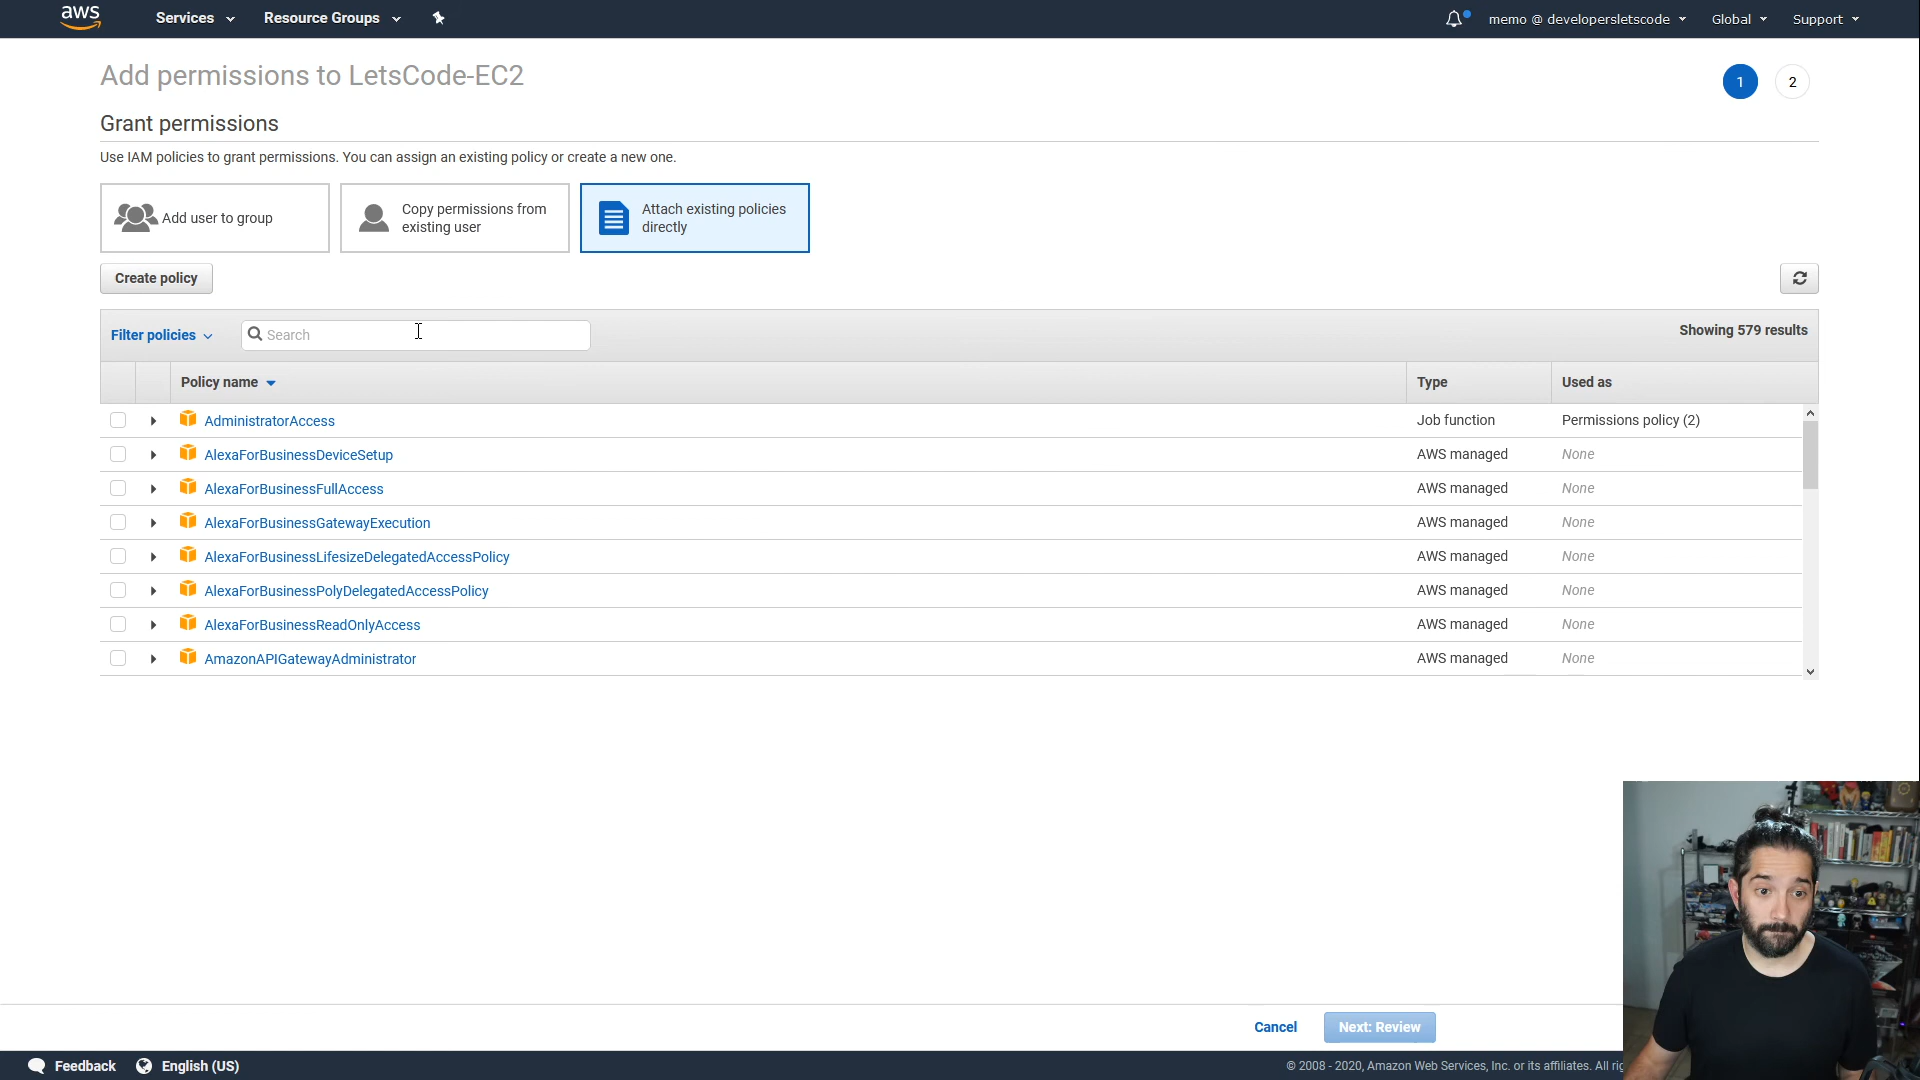 aws Services Resource Groups memo @ developersletscode Global Support
Add permissions to LetsCode-EC2
1 2
Grant permissions
Use IAM policies to grant permissions. You can assign an existing policy or create a new one.
Add user to group
Copy permissions from
existing user
Attach existing policies
directly
Create policy
Filter policies Search Showing 579 results
Policy name Type Used as
AdministratorAccess Job function Permissions policy (2)
AlexaForBusinessDeviceSetup AWS managed None
AlexaForBusinessFullAccess AWS managed None
AlexaForBusinessGatewayExecution AWS managed None
AlexaForBusinessLifesizeDelegatedAccessPolicy AWS managed None
AlexaForBusinessPolyDelegatedAccessPolicy AWS managed None
AlexaForBusinessReadOnlyAccess AWS managed None
AmazonAPIGatewayAdministrator AWS managed None
Cancel Next: Review
Feedback English (US) © 2008 - 2020, Amazon Web Services, Inc. or its affiliates. All